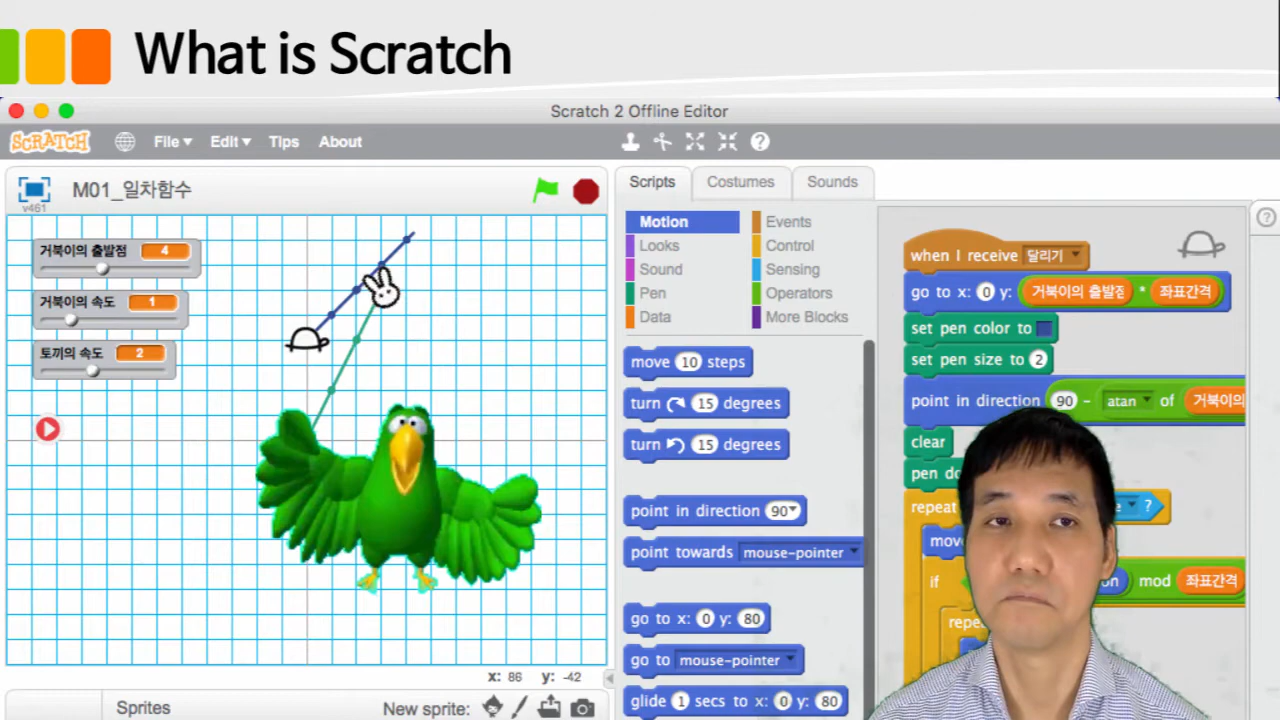 What is Scratch
Scratch 2 Offline Editor
SCRATCH File Edit Tips About
v461
M01_일차함수
거북이의 출발점 4
거북이의 속도 1
토끼의 속도 2
x: 86 y: -42
Sprites New sprite:
Scripts Costumes Sounds
Motion Events
Looks Control
Sound Sensing
Pen Operators
Data More Blocks
move 10 steps
turn 15 degrees
turn 15 degrees
point in direction 90
point towards mouse-pointer
go to x: 0 y: 80
go to mouse-pointer
glide 1 secs to x: 0 y: 80
when I receive 달리기
go to x: 0 y: 거북이의 출발점 * 좌표간격
set pen color to
set pen size to 2
point in direction 90 - atan of 거북이의
clear
pen do
repeat ?
move
if on mod 좌표간격
repe